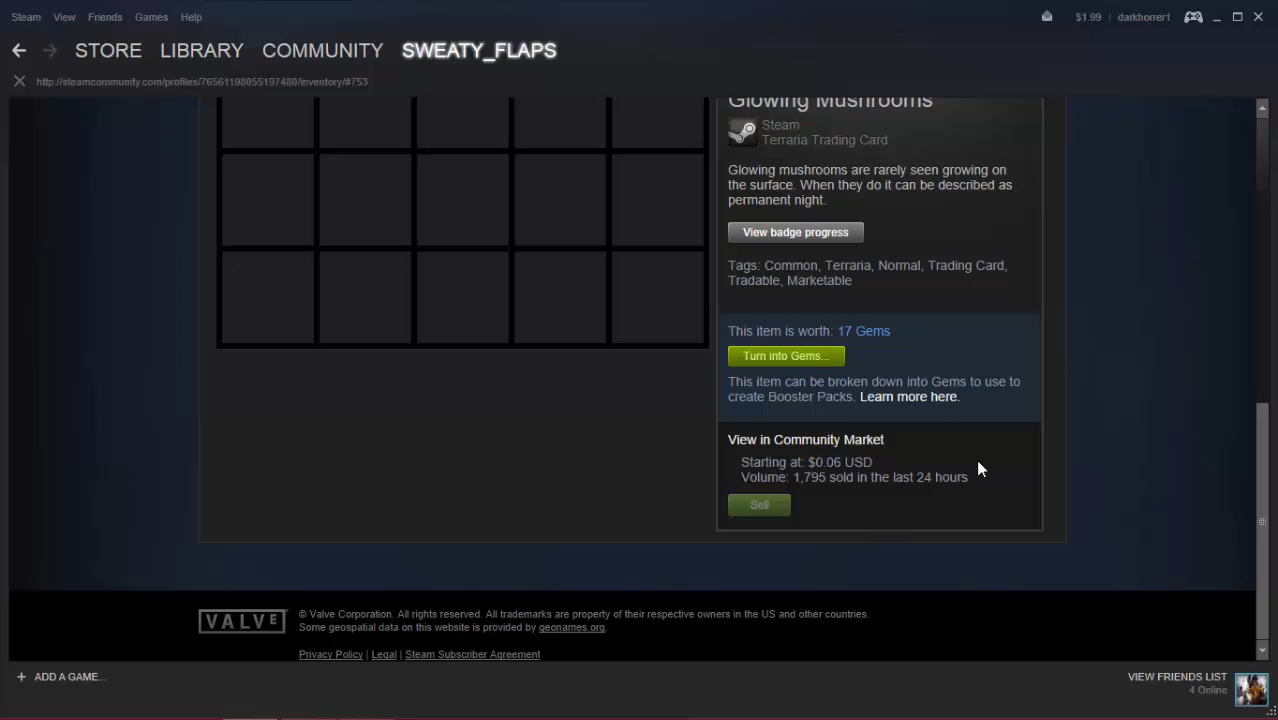 Steam View Friends Games Help $1.99 darkhorrer1
STORE LIBRARY COMMUNITY SWEATY_FLAPS
http://steamcommunity.com/profiles/76561198055197480/inventory/#753
Glowing Mushrooms
Steam
Terraria Trading Card
Glowing mushrooms are rarely seen growing on
the surface. When they do it can be described as
permanent night.
View badge progress
Tags: Common, Terraria, Normal, Trading Card,
Tradable, Marketable
This item is worth: 17 Gems
Turn into Gems...
This item can be broken down into Gems to use to
create Booster Packs. Learn more here.
View in Community Market
Starting at: $0.06 USD
Volume: 1,795 sold in the last 24 hours
Sell
VALVE
© Valve Corporation. All rights reserved. All trademarks are property of their respective owners in the US and other countries.
Some geospatial data on this website is provided by geonames.org.
Privacy Policy | Legal | Steam Subscriber Agreement
+ ADD A GAME...
VIEW FRIENDS LIST
4 Online